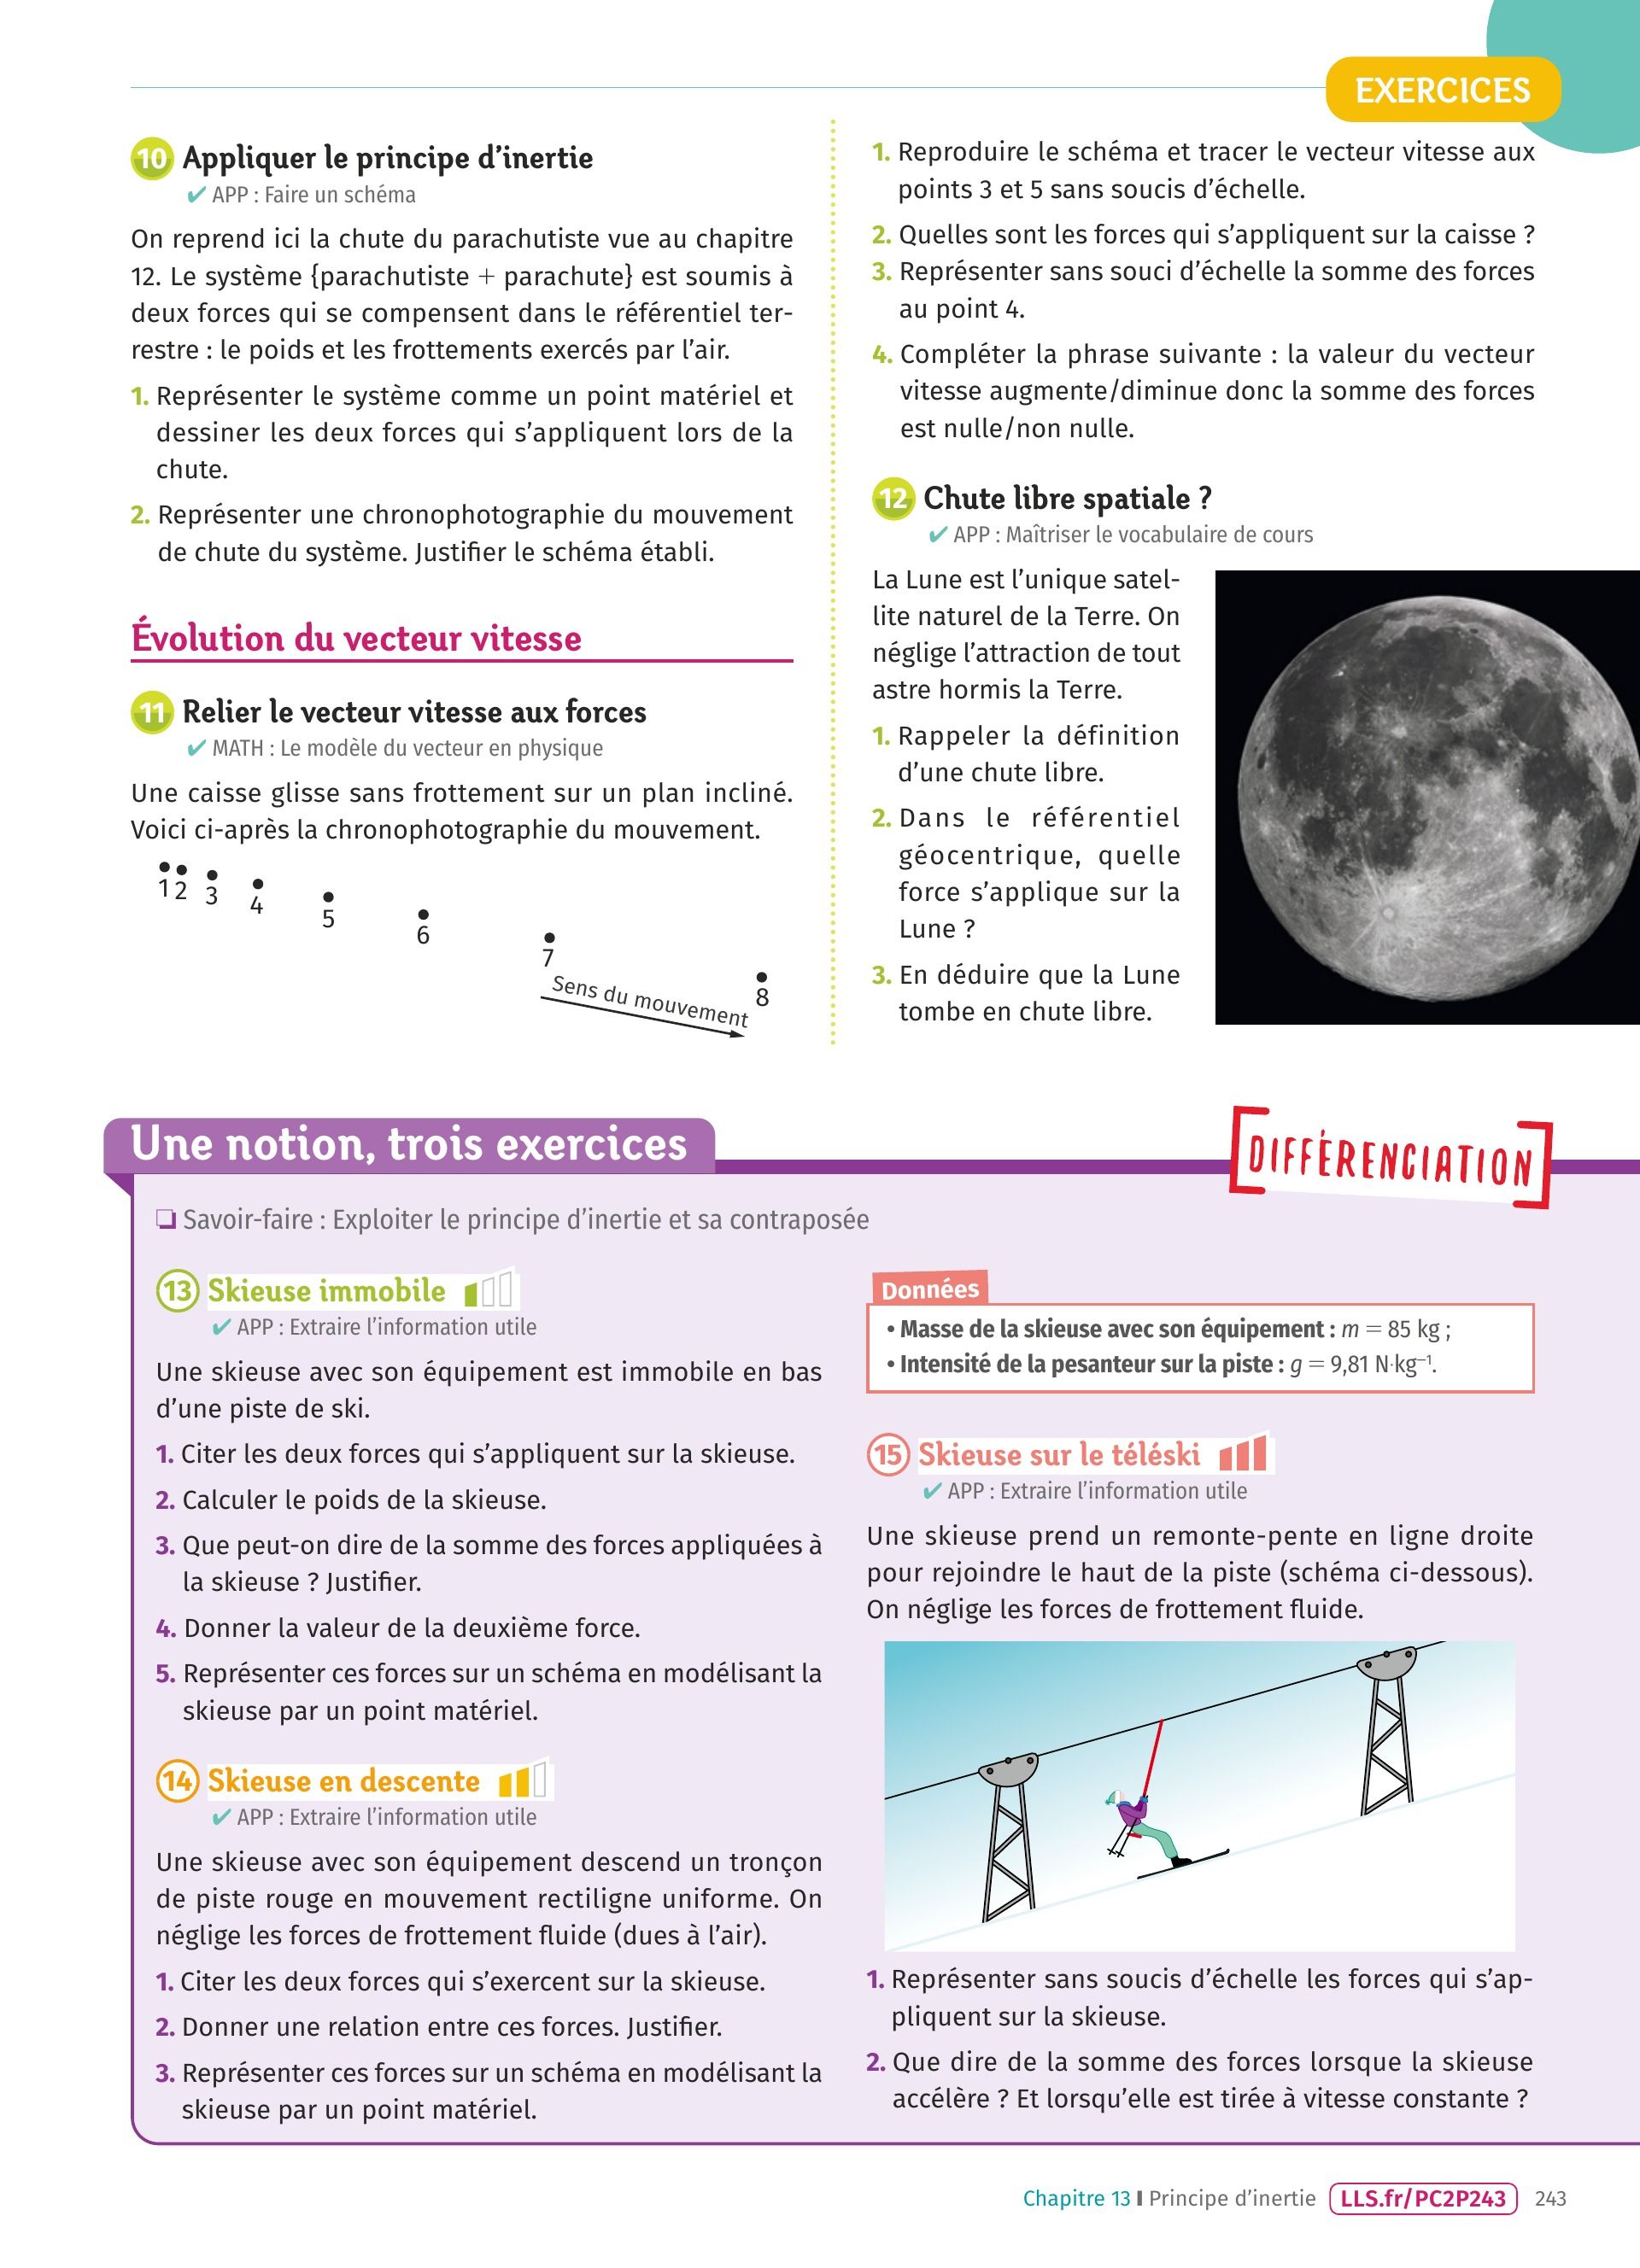 EXERCICES
10 Appliquer le principe d’inertie
✔ APP : Faire un schéma
On reprend ici la chute du parachutiste vue au chapitre
12. Le système {parachutiste + parachute} est soumis à
deux forces qui se compensent dans le référentiel ter-
restre : le poids et les frottements exercés par l’air.
1. Représenter le système comme un point matériel et
dessiner les deux forces qui s’appliquent lors de la
chute.
2. Représenter une chronophotographie du mouvement
de chute du système. Justifier le schéma établi.
Évolution du vecteur vitesse
11 Relier le vecteur vitesse aux forces
✔ MATH : Le modèle du vecteur en physique
Une caisse glisse sans frottement sur un plan incliné.
Voici ci-après la chronophotographie du mouvement.
1 2 3 4 5 6 7 8
Sens du mouvement
1. Reproduire le schéma et tracer le vecteur vitesse aux
points 3 et 5 sans soucis d’échelle.
2. Quelles sont les forces qui s’appliquent sur la caisse ?
3. Représenter sans souci d’échelle la somme des forces
au point 4.
4. Compléter la phrase suivante : la valeur du vecteur
vitesse augmente/diminue donc la somme des forces
est nulle/non nulle.
12 Chute libre spatiale ?
✔ APP : Maîtriser le vocabulaire de cours
La Lune est l’unique satel-
lite naturel de la Terre. On
néglige l’attraction de tout
astre hormis la Terre.
1. Rappeler la définition
d’une chute libre.
2. Dans le référentiel
géocentrique, quelle
force s’applique sur la
Lune ?
3. En déduire que la Lune
tombe en chute libre.
Une notion, trois exercices
DIFFÉRENCIATION
❏ Savoir-faire : Exploiter le principe d’inertie et sa contraposée
13 Skieuse immobile
✔ APP : Extraire l’information utile
Une skieuse avec son équipement est immobile en bas
d’une piste de ski.
1. Citer les deux forces qui s’appliquent sur la skieuse.
2. Calculer le poids de la skieuse.
3. Que peut-on dire de la somme des forces appliquées à
la skieuse ? Justifier.
4. Donner la valeur de la deuxième force.
5. Représenter ces forces sur un schéma en modélisant la
skieuse par un point matériel.
14 Skieuse en descente
✔ APP : Extraire l’information utile
Une skieuse avec son équipement descend un tronçon
de piste rouge en mouvement rectiligne uniforme. On
néglige les forces de frottement fluide (dues à l’air).
1. Citer les deux forces qui s’exercent sur la skieuse.
2. Donner une relation entre ces forces. Justifier.
3. Représenter ces forces sur un schéma en modélisant la
skieuse par un point matériel.
Données
• Masse de la skieuse avec son équipement : m = 85 kg ;
• Intensité de la pesanteur sur la piste : g = 9,81 N·kg⁻¹.
15 Skieuse sur le téléski
✔ APP : Extraire l’information utile
Une skieuse prend un remonte-pente en ligne droite
pour rejoindre le haut de la piste (schéma ci-dessous).
On néglige les forces de frottement fluide.
1. Représenter sans soucis d’échelle les forces qui s’ap-
pliquent sur la skieuse.
2. Que dire de la somme des forces lorsque la skieuse
accélère ? Et lorsqu’elle est tirée à vitesse constante ?
Chapitre 13 I Principe d’inertie LLS.fr/PC2P243 243